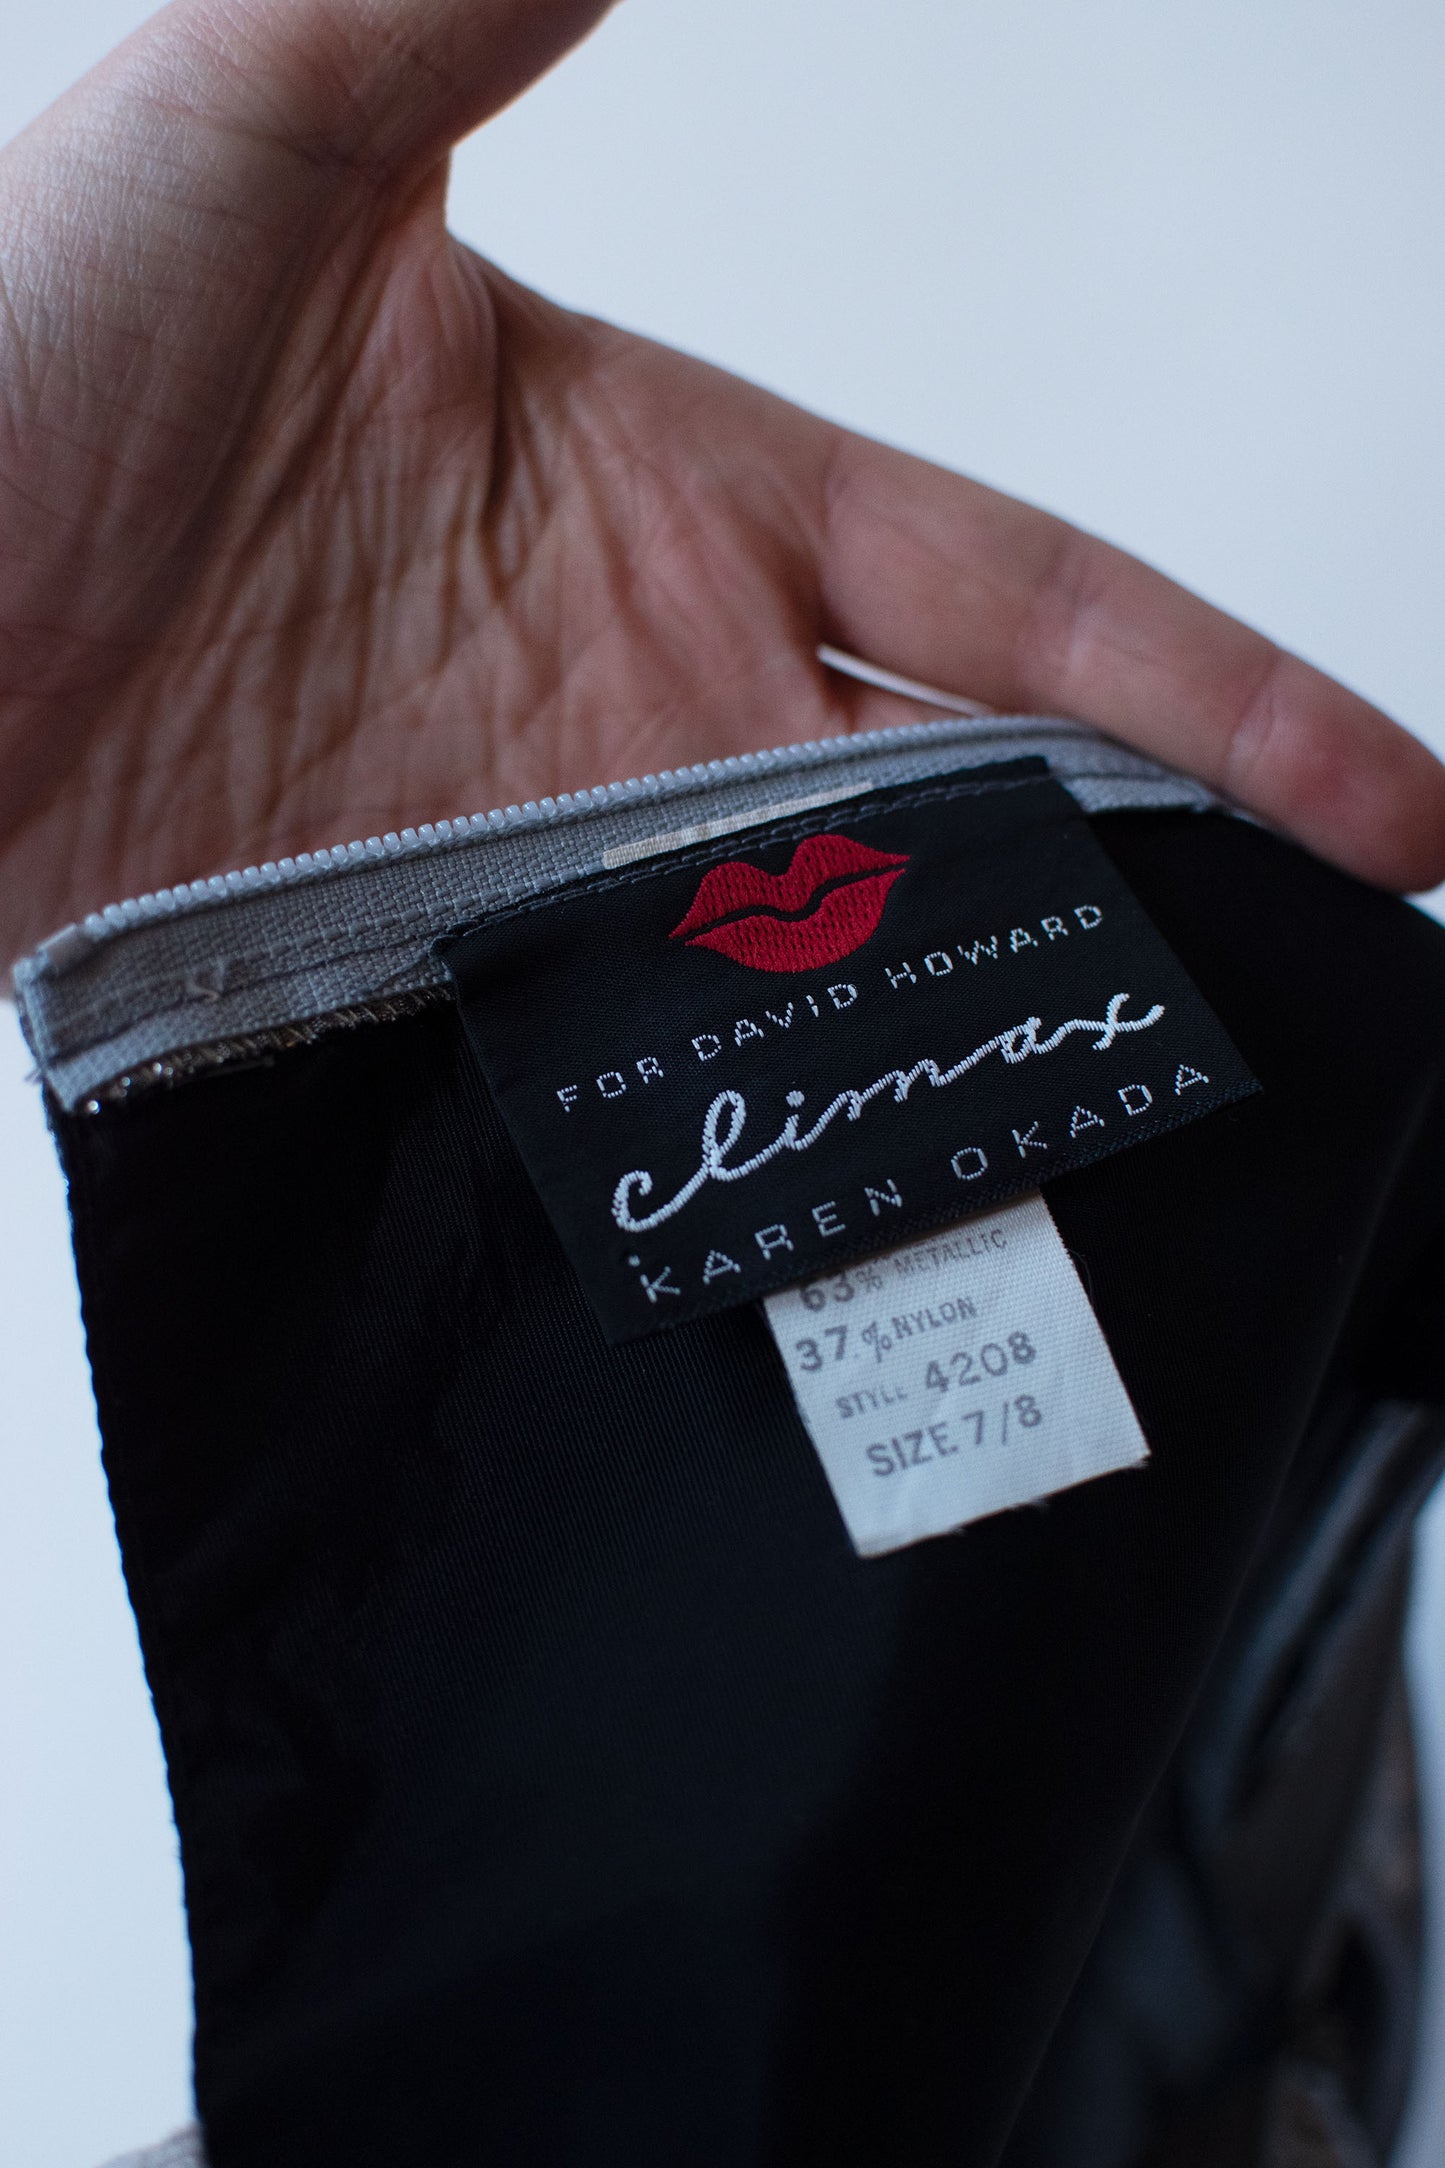 FOR DAVID HOWARD
climax
KAREN OKADA
63% METALLIC
37.% NYLON
STYLE 4208
SIZE 7/8